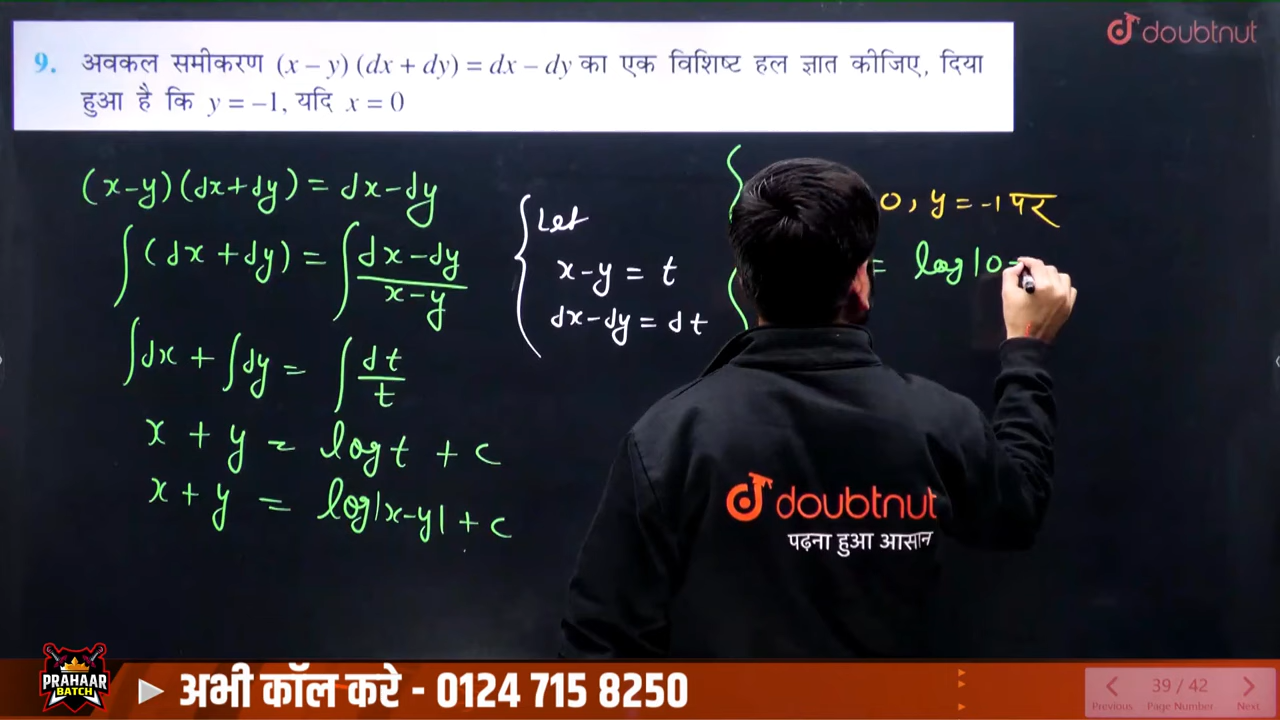 doubtnut
9. अवकल समीकरण (x – y) (dx + dy) = dx – dy का एक विशिष्ट हल ज्ञात कीजिए, दिया
हुआ है कि y = –1, यदि x = 0
(x-y)(dx+dy) = dx-dy
∫(dx + dy) = ∫ dx-dy / x-y
∫dx + ∫dy = ∫ dt / t
x + y = log t + c
x + y = log|x-y| + c
Let
x-y = t
dx-dy = dt
0, y = -1 पर
= log|0
doubtnut
पढ़ना हुआ आसान
PRAHAAR
BATCH
अभी कॉल करे - 0124 715 8250
39 / 42
Previous Page Number Next